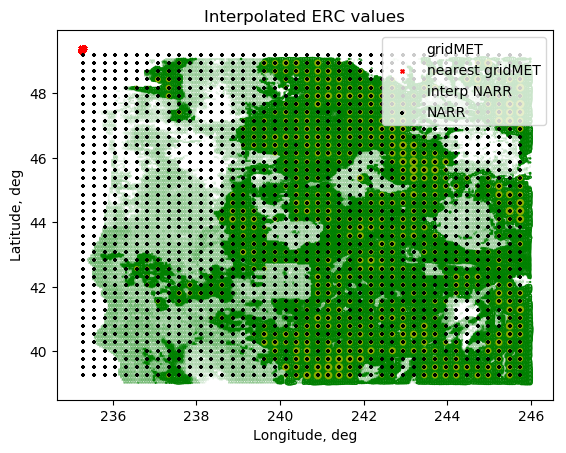 Interpolated ERC values
gridMET
nearest gridMET
interp NARR
NARR
Latitude, deg
48
46
44
42
40
236
238
240
242
244
246
Longitude, deg